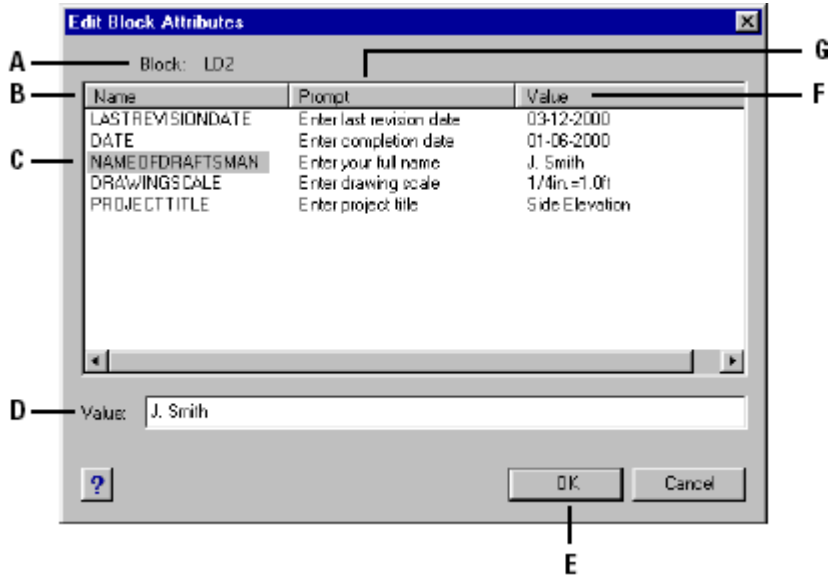 Edit Block Attributes
A Block: LD2 G
B Name Prompt Value F
LASTREVISIONDATE Enter last revision date 03-12-2000
DATE Enter completion date 01-06-2000
C NAMEOFDRAFTSMAN Enter your full name J. Smith
DRAWINGSCALE Enter drawing scale 1/4in.=1.0ft
PROJECTTITLE Enter project title Side Elevation
D Value: J. Smith
? OK Cancel
E